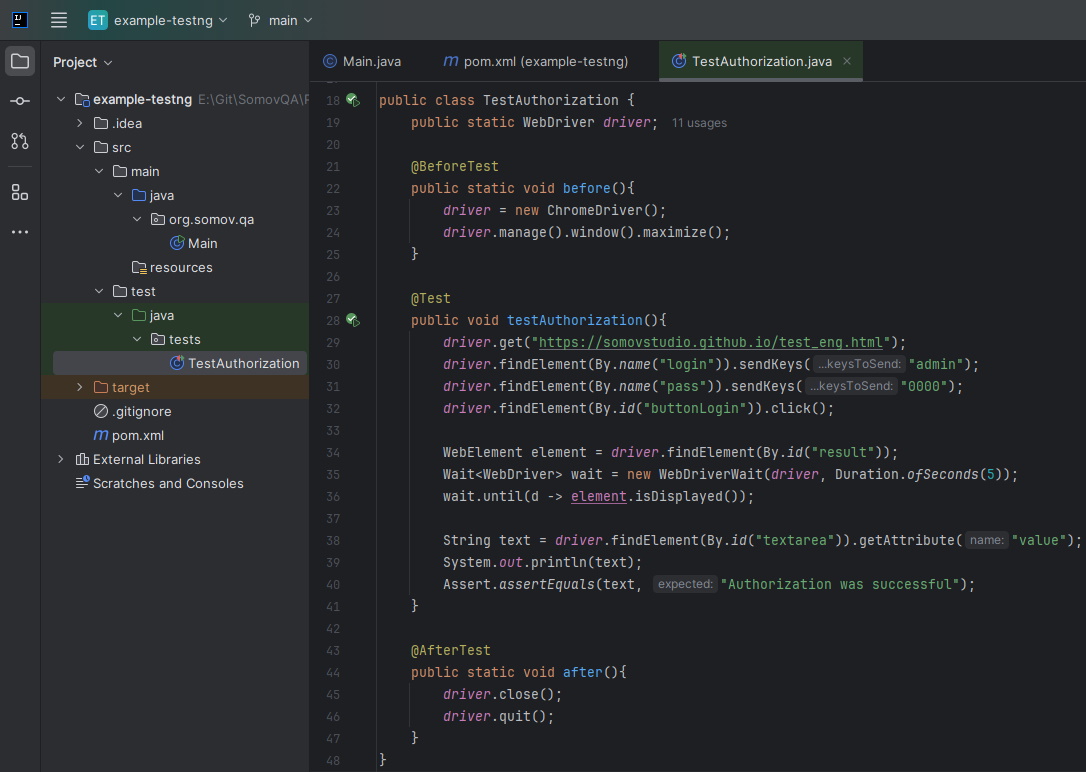 ET example-testng main
Project
Main.java
pom.xml (example-testng)
TestAuthorization.java
example-testng E:\Git\SomovQA\
.idea
src
main
java
org.somov.qa
Main
resources
test
java
tests
TestAuthorization
target
.gitignore
m pom.xml
External Libraries
Scratches and Consoles
18 public class TestAuthorization {
19 public static WebDriver driver; 11 usages
20
21 @BeforeTest
22 public static void before(){
23 driver = new ChromeDriver();
24 driver.manage().window().maximize();
25 }
26
27 @Test
28 public void testAuthorization(){
29 driver.get("https://somovstudio.github.io/test_eng.html");
30 driver.findElement(By.name("login")).sendKeys( ...keysToSend: "admin");
31 driver.findElement(By.name("pass")).sendKeys( ...keysToSend: "0000");
32 driver.findElement(By.id("buttonLogin")).click();
33
34 WebElement element = driver.findElement(By.id("result"));
35 Wait<WebDriver> wait = new WebDriverWait(driver, Duration.ofSeconds(5));
36 wait.until(d -> element.isDisplayed());
37
38 String text = driver.findElement(By.id("textarea")).getAttribute( name: "value");
39 System.out.println(text);
40 Assert.assertEquals(text, expected: "Authorization was successful");
41 }
42
43 @AfterTest
44 public static void after(){
45 driver.close();
46 driver.quit();
47 }
48 }